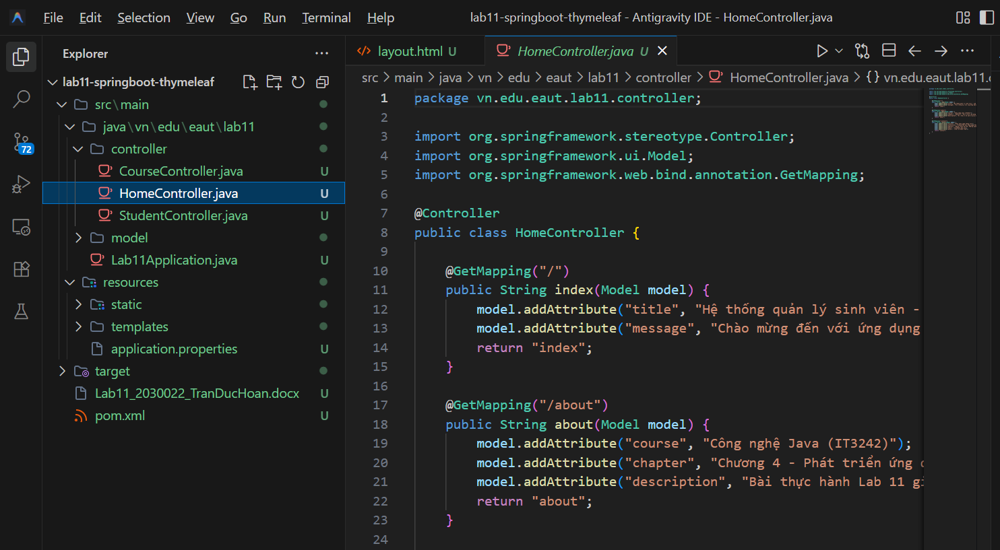 File Edit Selection View Go Run Terminal Help lab11-springboot-thymeleaf - Antigravity IDE - HomeController.java
Explorer
lab11-springboot-thymeleaf
src\main
java\vn\edu\eaut\lab11
controller
CourseController.java U
HomeController.java U
StudentController.java U
model
Lab11Application.java U
resources
static
templates
application.properties U
target
Lab11_2030022_TranDucHoan.docx U
pom.xml U
72
layout.html U HomeController.java U
src > main > java > vn > edu > eaut > lab11 > controller > HomeController.java > {} vn.edu.eaut.lab11.
1 package vn.edu.eaut.lab11.controller;
2
3 import org.springframework.stereotype.Controller;
4 import org.springframework.ui.Model;
5 import org.springframework.web.bind.annotation.GetMapping;
6
7 @Controller
8 public class HomeController {
9
10 @GetMapping("/")
11 public String index(Model model) {
12 model.addAttribute("title", "Hệ thống quản lý sinh viên -
13 model.addAttribute("message", "Chào mừng đến với ứng dụng
14 return "index";
15 }
16
17 @GetMapping("/about")
18 public String about(Model model) {
19 model.addAttribute("course", "Công nghệ Java (IT3242)");
20 model.addAttribute("chapter", "Chương 4 - Phát triển ứng
21 model.addAttribute("description", "Bài thực hành Lab 11
22 return "about";
23 }
24